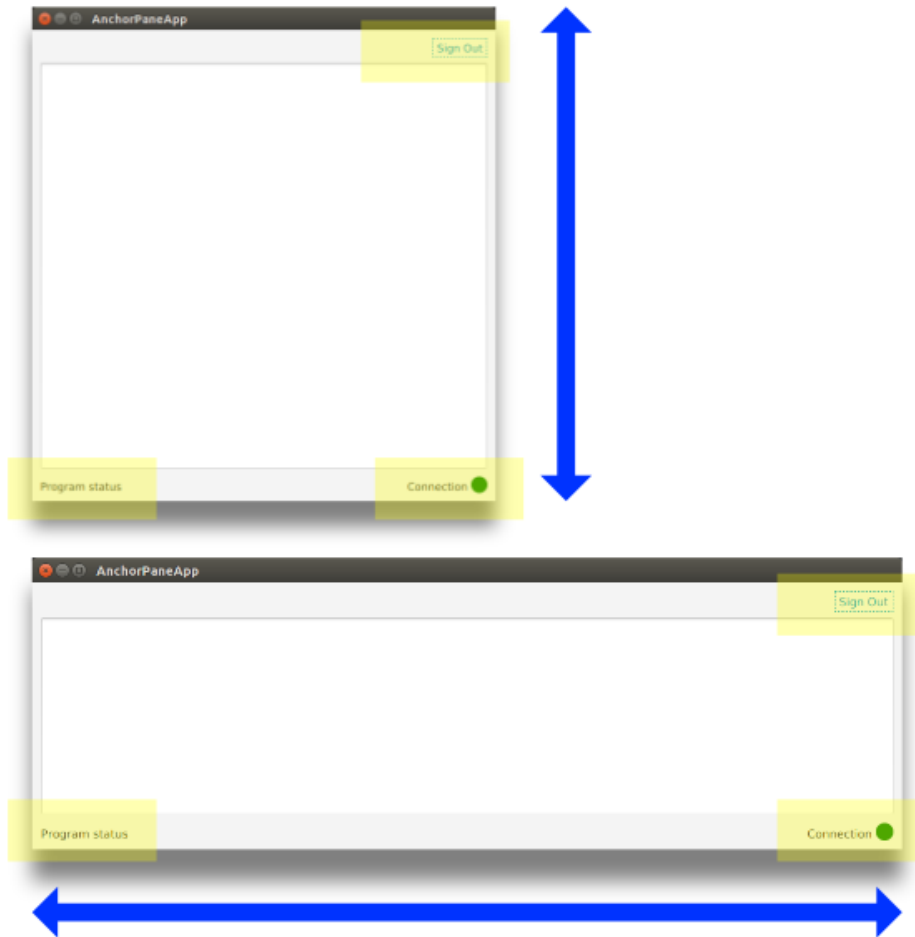 AnchorPaneApp
Sign Out
Program status
Connection
AnchorPaneApp
Sign Out
Program status
Connection